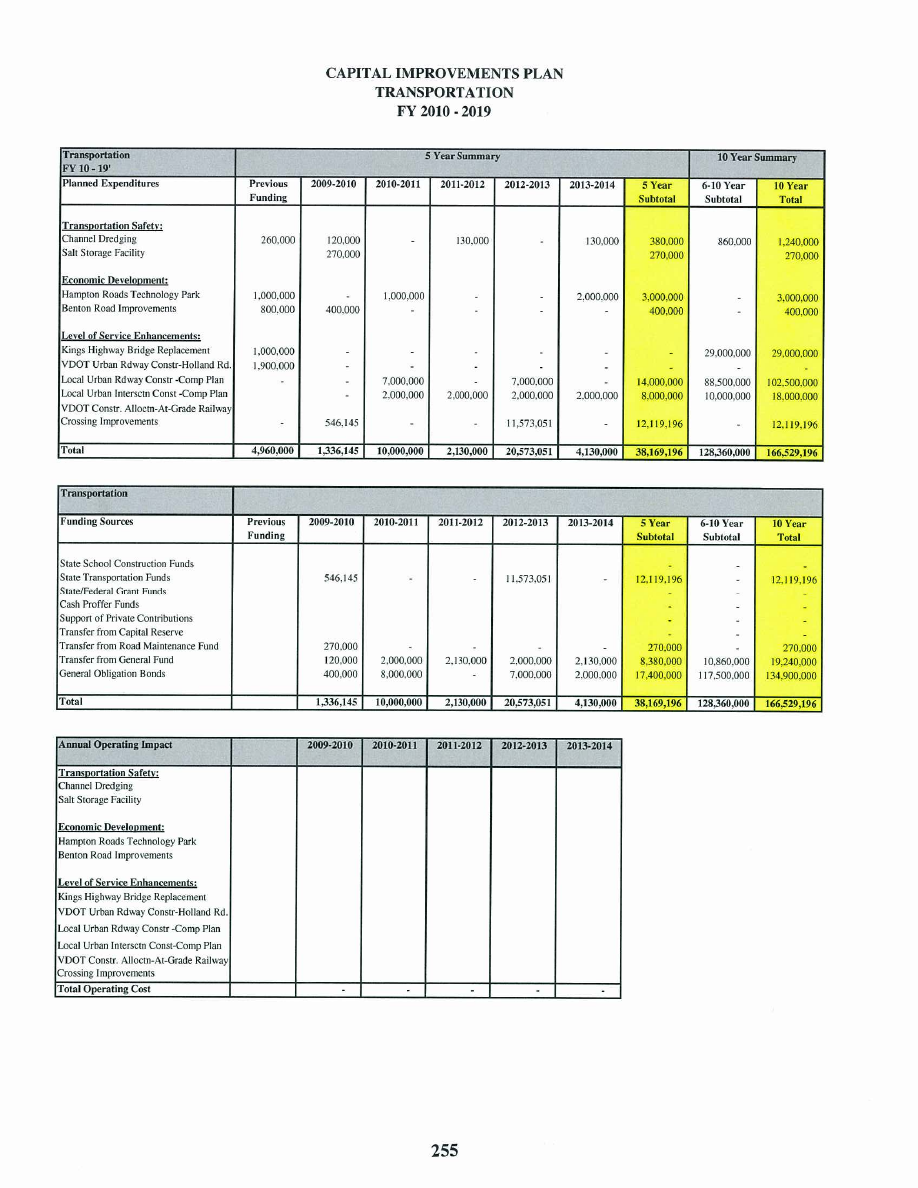 CAPITAL IMPROVEMENTS PLAN
TRANSPORTATION
FY 2010 - 2019
Transportation 5 Year Summary 10 Year Summary
FY 10 - 19'
Planned Expenditures Previous 2009-2010 2010-2011 2011-2012 2012-2013 2013-2014 5 Year 6-10 Year 10 Year
Funding Subtotal Subtotal Total
Transportation Safety:
Channel Dredging 260,000 120,000 - 130,000 - 130,000 380,000 860,000 1,240,000
Salt Storage Facility 270,000 270,000 270,000
Economic Development:
Hampton Roads Technology Park 1,000,000 - 1,000,000 - - 2,000,000 3,000,000 - 3,000,000
Benton Road Improvements 800,000 400,000 - - - - 400,000 - 400,000
Level of Service Enhancements:
Kings Highway Bridge Replacement 1,000,000 - - - - - - 29,000,000 29,000,000
VDOT Urban Rdway Constr-Holland Rd. 1,900,000 - - - - - - - -
Local Urban Rdway Constr -Comp Plan - - 7,000,000 - 7,000,000 - 14,000,000 88,500,000 102,500,000
Local Urban Intersctn Const -Comp Plan - 2,000,000 2,000,000 2,000,000 2,000,000 8,000,000 10,000,000 18,000,000
VDOT Constr. Alloctn-At-Grade Railway
Crossing Improvements - 546,145 - - 11,573,051 - 12,119,196 - 12,119,196
Total 4,960,000 1,336,145 10,000,000 2,130,000 20,573,051 4,130,000 38,169,196 128,360,000 166,529,196
Transportation
Funding Sources Previous 2009-2010 2010-2011 2011-2012 2012-2013 2013-2014 5 Year 6-10 Year 10 Year
Funding Subtotal Subtotal Total
State School Construction Funds - - -
State Transportation Funds 546,145 - - 11,573,051 - 12,119,196 - 12,119,196
State/Federal Grant Funds - - -
Cash Proffer Funds - - -
Support of Private Contributions - - -
Transfer from Capital Reserve - - -
Transfer from Road Maintenance Fund 270,000 - - - - 270,000 - 270,000
Transfer from General Fund 120,000 2,000,000 2,130,000 2,000,000 2,130,000 8,380,000 10,860,000 19,240,000
General Obligation Bonds 400,000 8,000,000 - 7,000,000 2,000,000 17,400,000 117,500,000 134,900,000
Total 1,336,145 10,000,000 2,130,000 20,573,051 4,130,000 38,169,196 128,360,000 166,529,196
Annual Operating Impact 2009-2010 2010-2011 2011-2012 2012-2013 2013-2014
Transportation Safety:
Channel Dredging
Salt Storage Facility
Economic Development:
Hampton Roads Technology Park
Benton Road Improvements
Level of Service Enhancements:
Kings Highway Bridge Replacement
VDOT Urban Rdway Constr-Holland Rd.
Local Urban Rdway Constr -Comp Plan
Local Urban Intersctn Const-Comp Plan
VDOT Constr. Alloctn-At-Grade Railway
Crossing Improvements
Total Operating Cost - - - - -
255